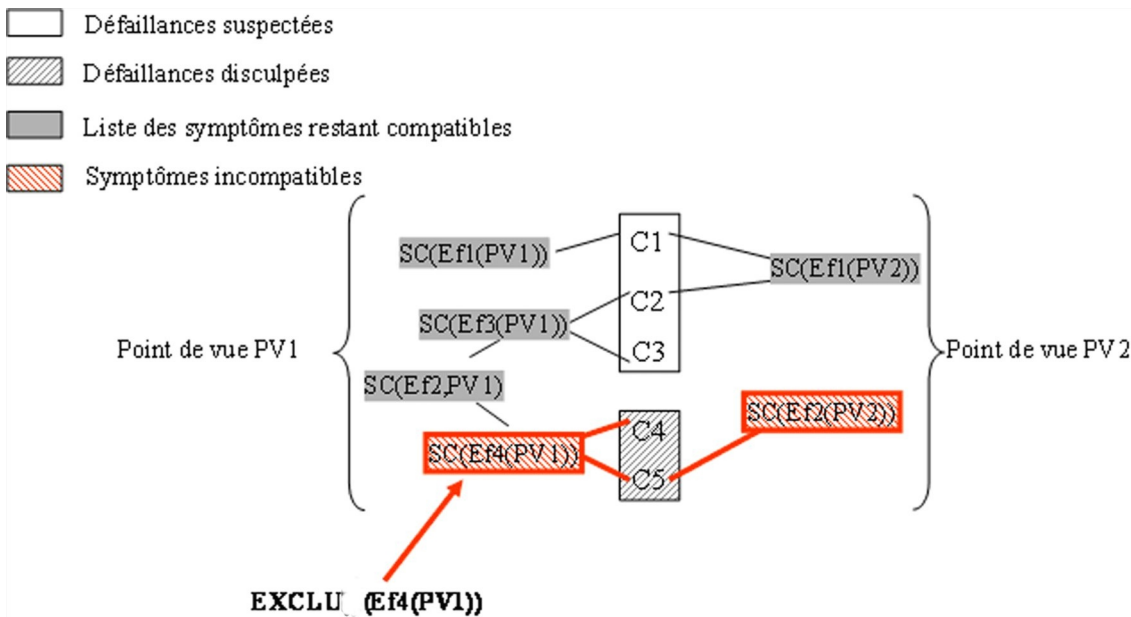 Défaillances suspectées
Défaillances disculpées
Liste des symptômes restant compatibles
Symptômes incompatibles
SC(Ef1(PV1))
C1
SC(Ef1(PV2))
C2
SC(Ef3(PV1))
C3
Point de vue PV1
Point de vue PV2
SC(Ef2,PV1)
SC(Ef2(PV2))
C4
SC(Ef4(PV1))
C5
EXCLU (Ef4(PV1))